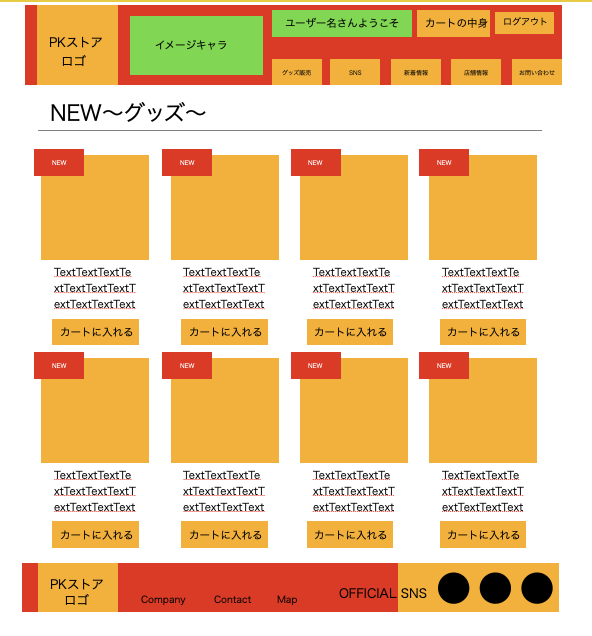 PKストア
ロゴ
イメージキャラ
ユーザー名さんようこそ
カートの中身
ログアウト
グッズ販売
SNS
新着情報
店舗情報
お問い合わせ
NEW〜グッズ〜
NEW
NEW
NEW
NEW
TextTextTextTe
xtTextTextTextT
extTextTextText
TextTextTextTe
xtTextTextTextT
extTextTextText
TextTextTextTe
xtTextTextTextT
extTextTextText
TextTextTextTe
xtTextTextTextT
extTextTextText
カートに入れる
カートに入れる
カートに入れる
カートに入れる
NEW
NEW
NEW
NEW
TextTextTextTe
xtTextTextTextT
extTextTextText
TextTextTextTe
xtTextTextTextT
extTextTextText
TextTextTextTe
xtTextTextTextT
extTextTextText
TextTextTextTe
xtTextTextTextT
extTextTextText
カートに入れる
カートに入れる
カートに入れる
カートに入れる
PKストア
ロゴ
Company
Contact
Map
OFFICIAL SNS